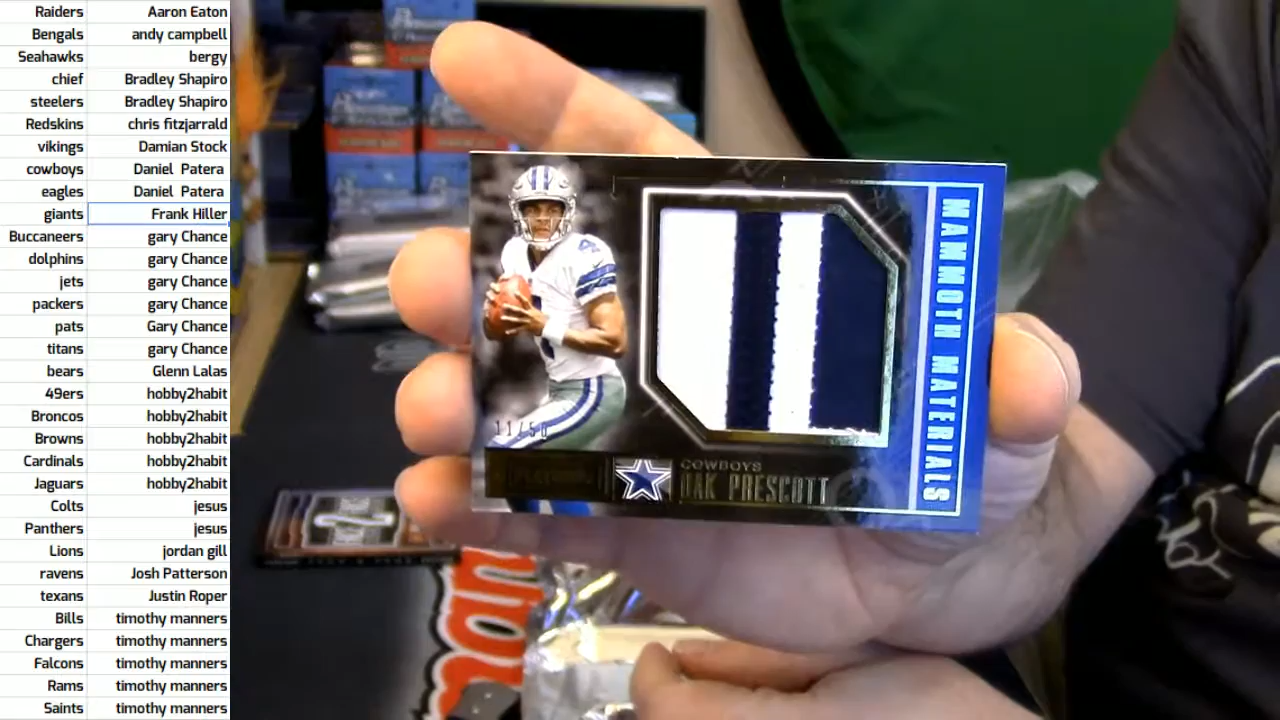 Raiders Aaron Eaton
Bengals andy campbell
Seahawks bergy
chief Bradley Shapiro
steelers Bradley Shapiro
Redskins chris fitzjarrald
vikings Damian Stock
cowboys Daniel Patera
eagles Daniel Patera
giants Frank Hiller
Buccaneers gary Chance
dolphins gary Chance
jets gary Chance
packers gary Chance
pats Gary Chance
titans gary Chance
bears Glenn Lalas
49ers hobby2habit
Broncos hobby2habit
Browns hobby2habit
Cardinals hobby2habit
Jaguars hobby2habit
Colts jesus
Panthers jesus
Lions jordan gill
ravens Josh Patterson
texans Justin Roper
Bills timothy manners
Chargers timothy manners
Falcons timothy manners
Rams timothy manners
Saints timothy manners
11/50
COWBOYS
DAK PRESCOTT
MAMMOTH MATERIALS